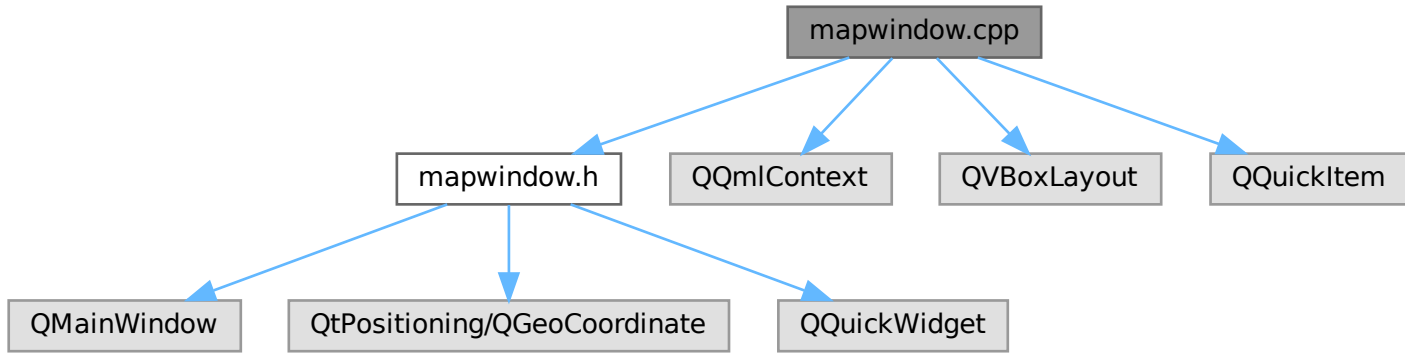 mapwindow.cpp
mapwindow.h
QQmlContext
QVBoxLayout
QQuickItem
QMainWindow
QtPositioning/QGeoCoordinate
QQuickWidget